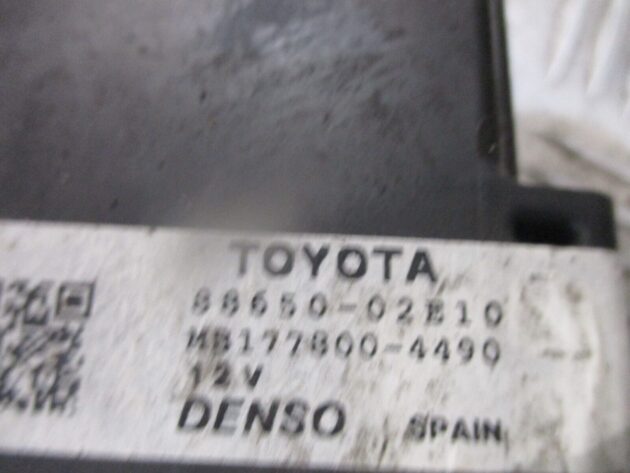 TOYOTA
88650-02E10
MB177800-4490
12V
DENSO SPAIN